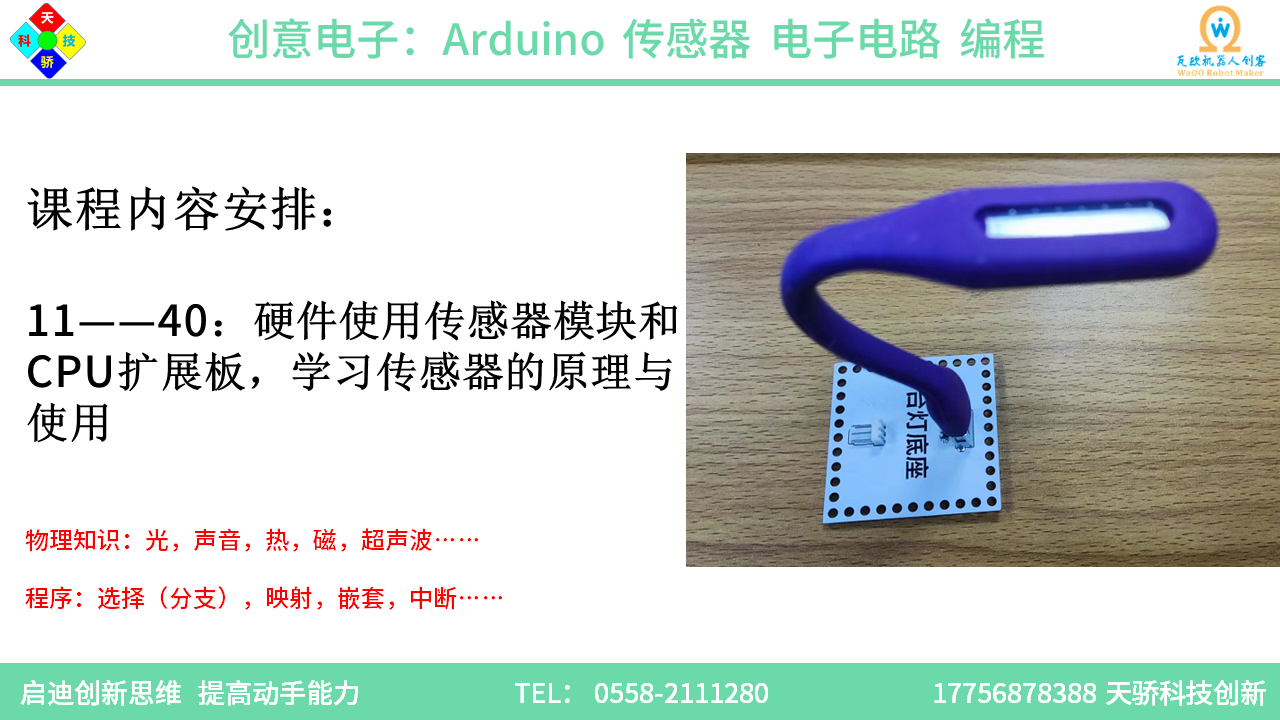 天
科 技
骄
创意电子：Arduino 传感器 电子电路 编程
瓦欧机器人创客
WaDO Robot Maker
课程内容安排：
11——40：硬件使用传感器模块和
CPU扩展板，学习传感器的原理与
使用
台灯底座
物理知识：光，声音，热，磁，超声波……
程序：选择（分支），映射，嵌套，中断……
启迪创新思维 提高动手能力
TEL： 0558-2111280
17756878388 天骄科技创新